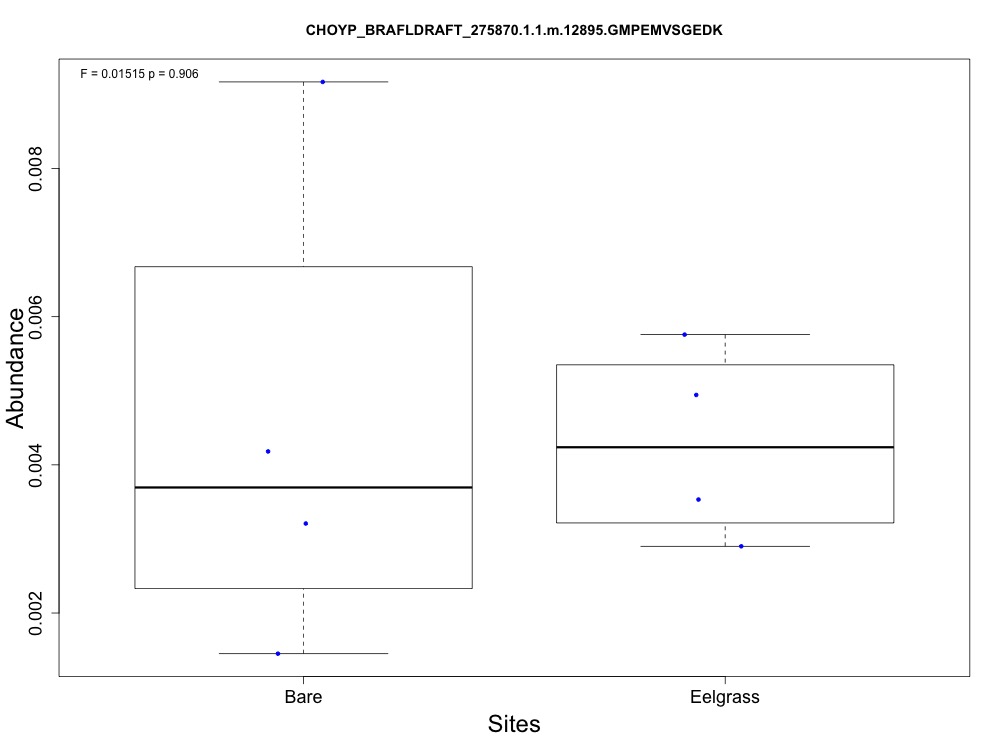 CHOYP_BRAFLDRAFT_275870.1.1.m.12895.GMPEMVSGEDK
F = 0.01515 p = 0.906
0.008
0.006
0.004
0.002
Abundance
Bare
Eelgrass
Sites